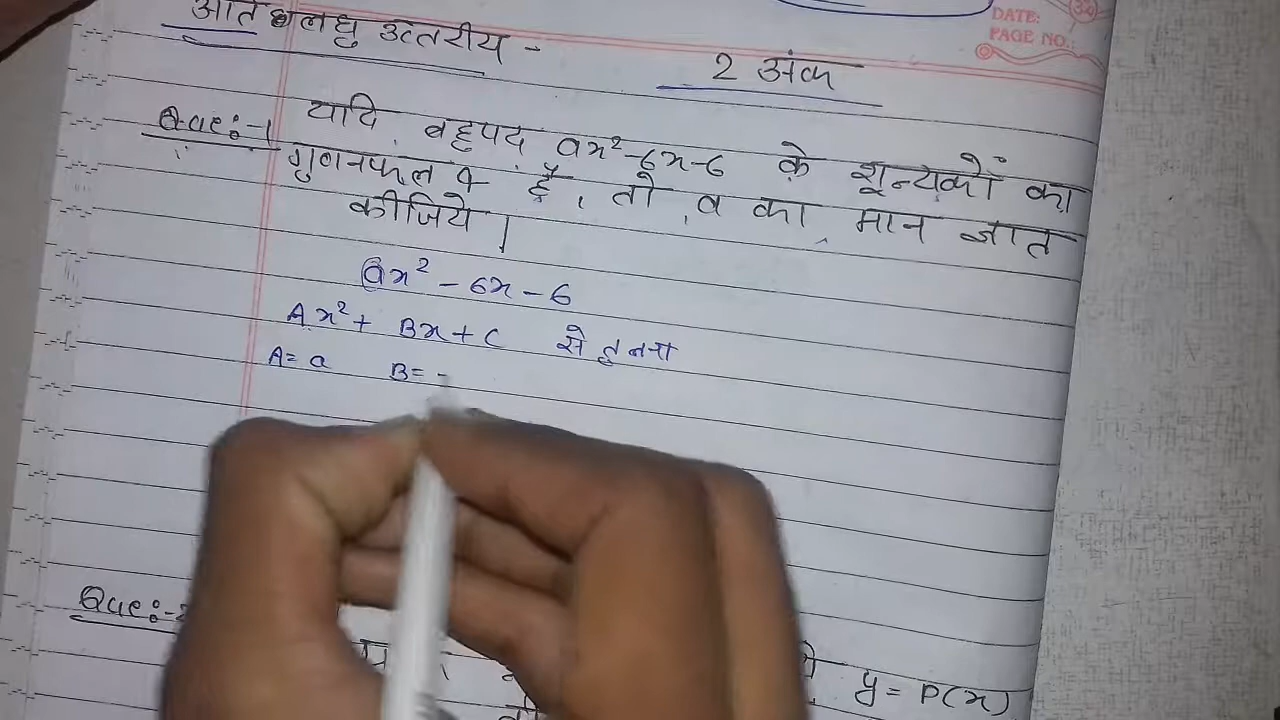 DATE:
PAGE NO.:
अति लघु उत्तरीय -
2 अंक
Que:-1 यदि बहुपद ax²-6x-6 के शून्यकों का
गुणनफल 4 है, तो a का मान ज्ञात
कीजिये |
ax² - 6x - 6
Ax² + Bx + C से तुलना
A= a B= -
Que:-2
y = P(x)